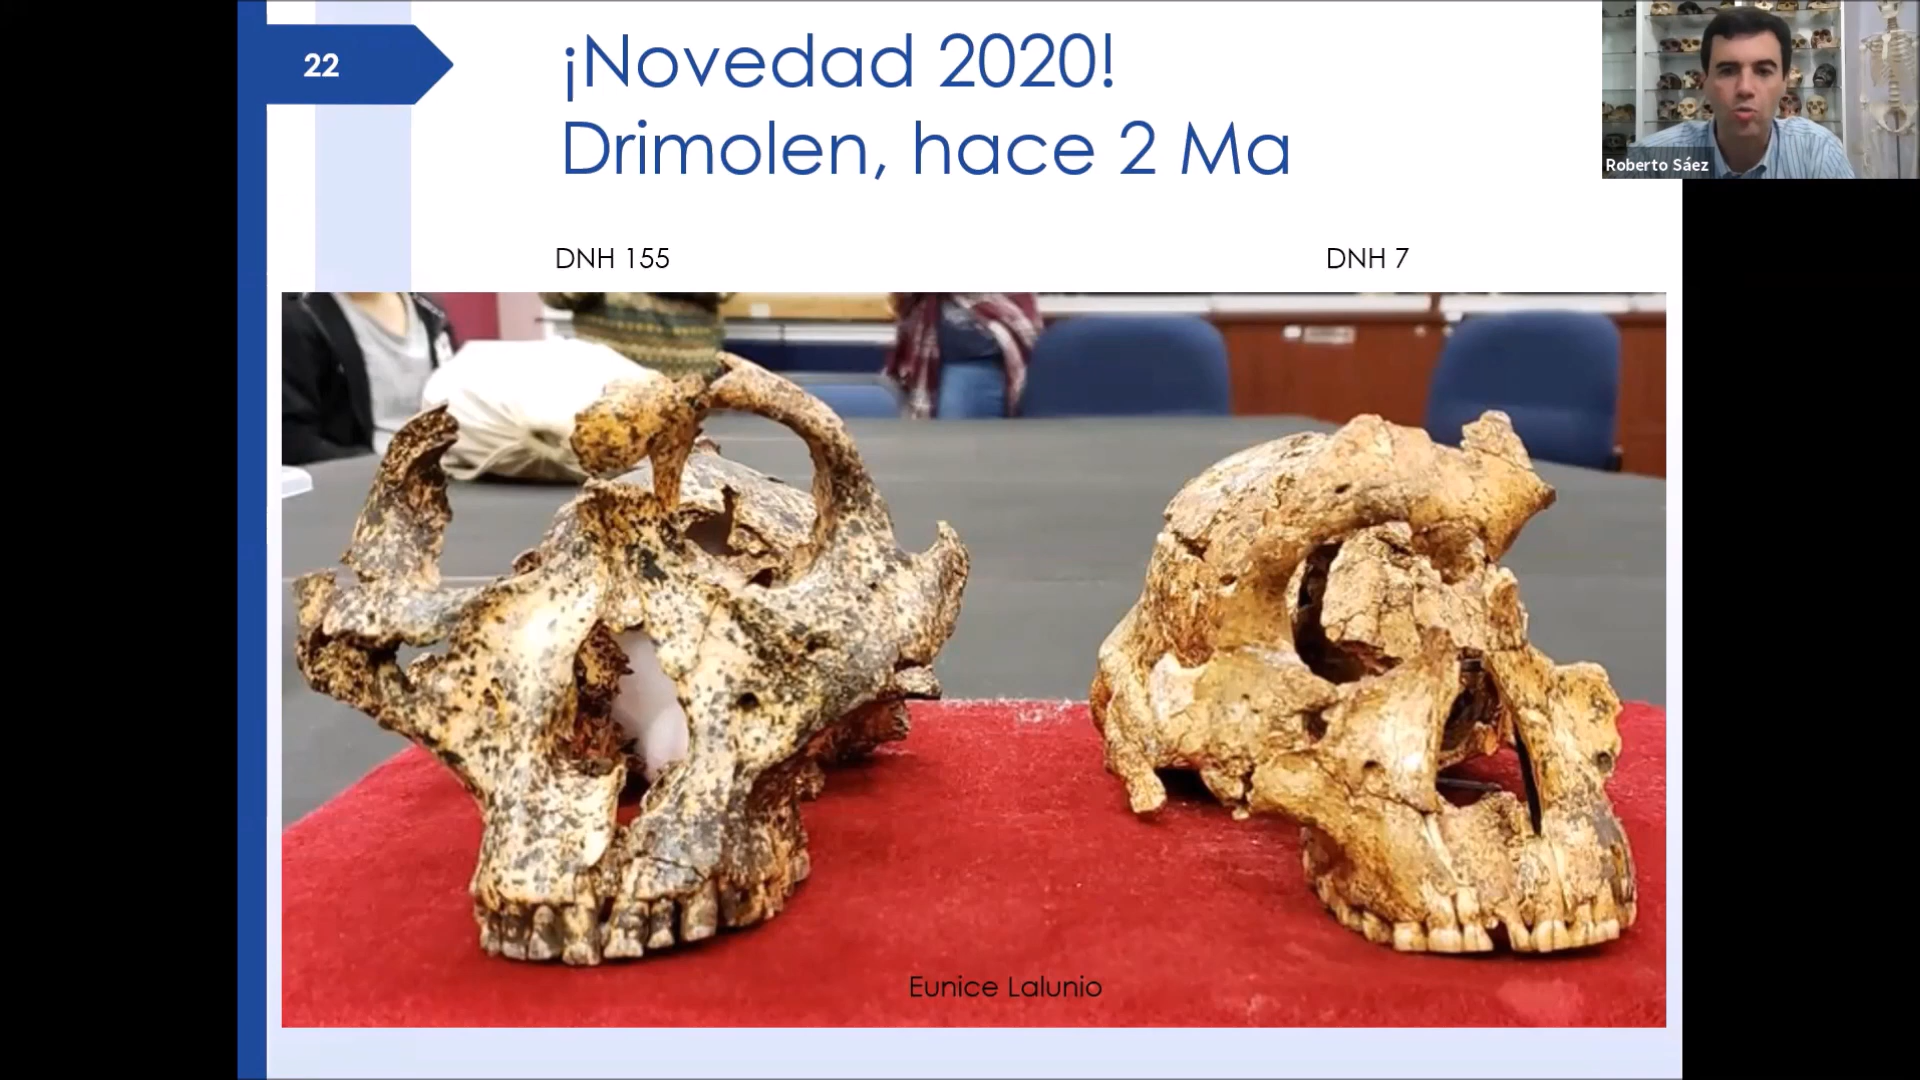 22
¡Novedad 2020!
Drimolen, hace 2 Ma
Roberto Sáez
DNH 155
DNH 7
Eunice Lalunio